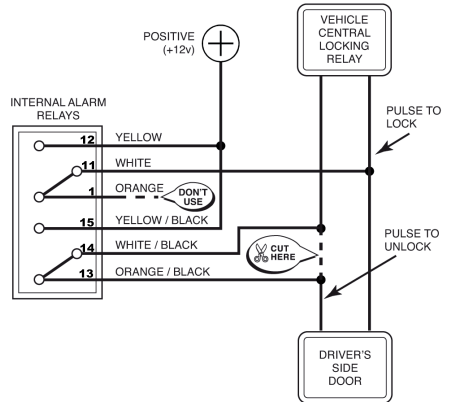 VEHICLE
CENTRAL
LOCKING
RELAY
POSITIVE
(+12v)
INTERNAL ALARM
RELAYS
PULSE TO
LOCK
12 YELLOW
11 WHITE
1 ORANGE
DON'T
USE
15 YELLOW / BLACK
14 WHITE / BLACK
CUT
HERE
PULSE TO
UNLOCK
13 ORANGE / BLACK
DRIVER'S
SIDE
DOOR